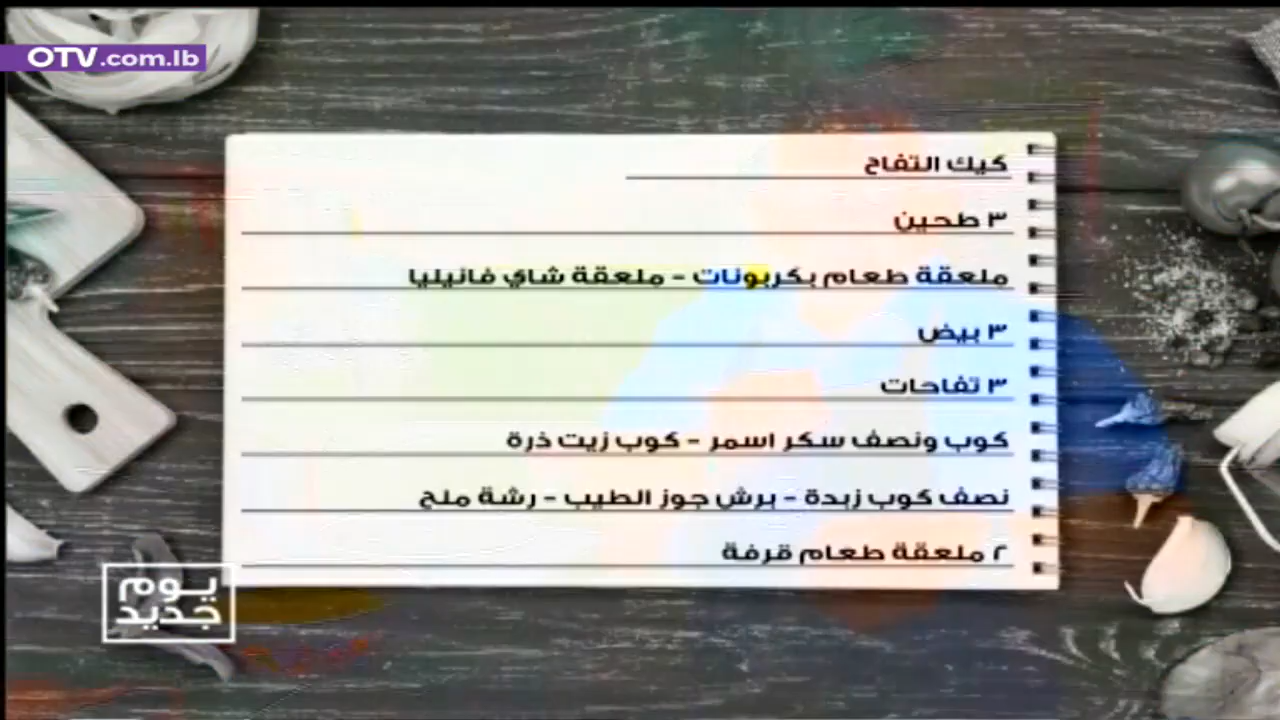 OTV.com.lb
كيك التفاح
٣ طحين
ملعقة طعام بكربونات - ملعقة شاي فانيليا
٣ بيض
٣ تفاحات
كوب ونصف سكر اسمر - كوب زيت ذرة
نصف كوب زبدة - برش جوز الطيب - رشة ملح
٢ ملعقة طعام قرفة
يوم
جديد